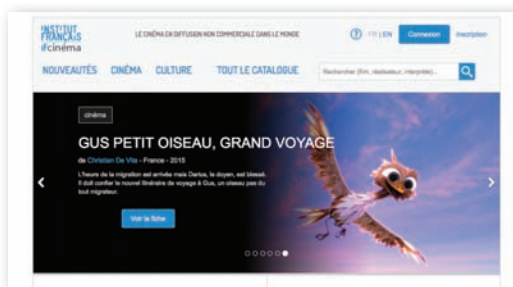 INSTITUT
FRANÇAIS
ifcinéma
LE CINÉMA EN DIFFUSION NON COMMERCIALE DANS LE MONDE
FR | EN
Connexion
Inscription
NOUVEAUTÉS CINÉMA CULTURE TOUT LE CATALOGUE
Rechercher (film, réalisateur, interprète)...
cinéma
GUS PETIT OISEAU, GRAND VOYAGE
de Christian De Vita - France - 2015
L'heure de la migration est arrivée mais Darius, le doyen, est blessé.
Il doit confier le nouvel itinéraire de voyage à Gus, un oiseau pas du
tout migrateur.
Voir la fiche